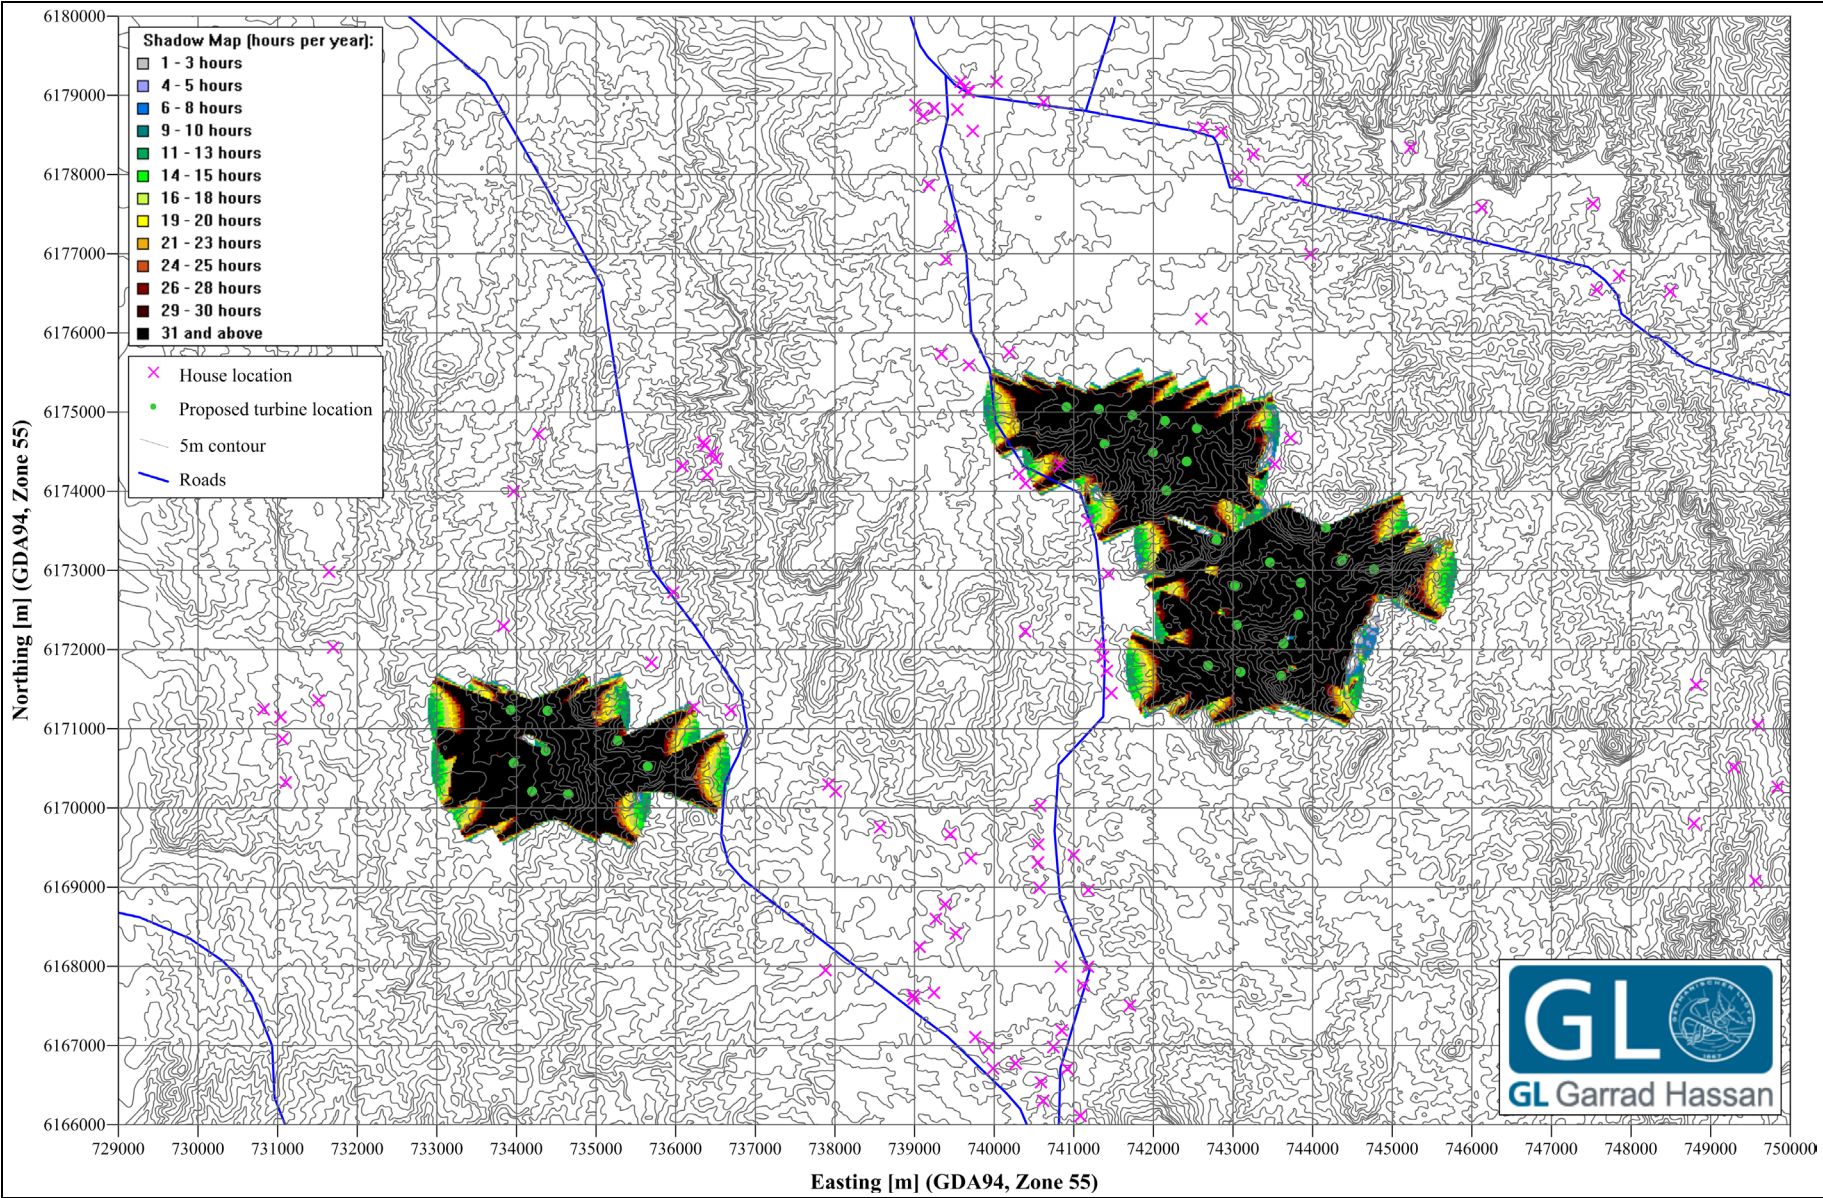 Shadow Map (hours per year):
1 - 3 hours
4 - 5 hours
6 - 8 hours
9 - 10 hours
11 - 13 hours
14 - 15 hours
16 - 18 hours
19 - 20 hours
21 - 23 hours
24 - 25 hours
26 - 28 hours
29 - 30 hours
31 and above
House location
Proposed turbine location
5m contour
Roads
Northing [m] (GDA94, Zone 55)
6180000
6179000
6178000
6177000
6176000
6175000
6174000
6173000
6172000
6171000
6170000
6169000
6168000
6167000
6166000
729000 730000 731000 732000 733000 734000 735000 736000 737000 738000 739000 740000 741000 742000 743000 744000 745000 746000 747000 748000 749000 750000
Easting [m] (GDA94, Zone 55)
GL
1867
GL Garrad Hassan